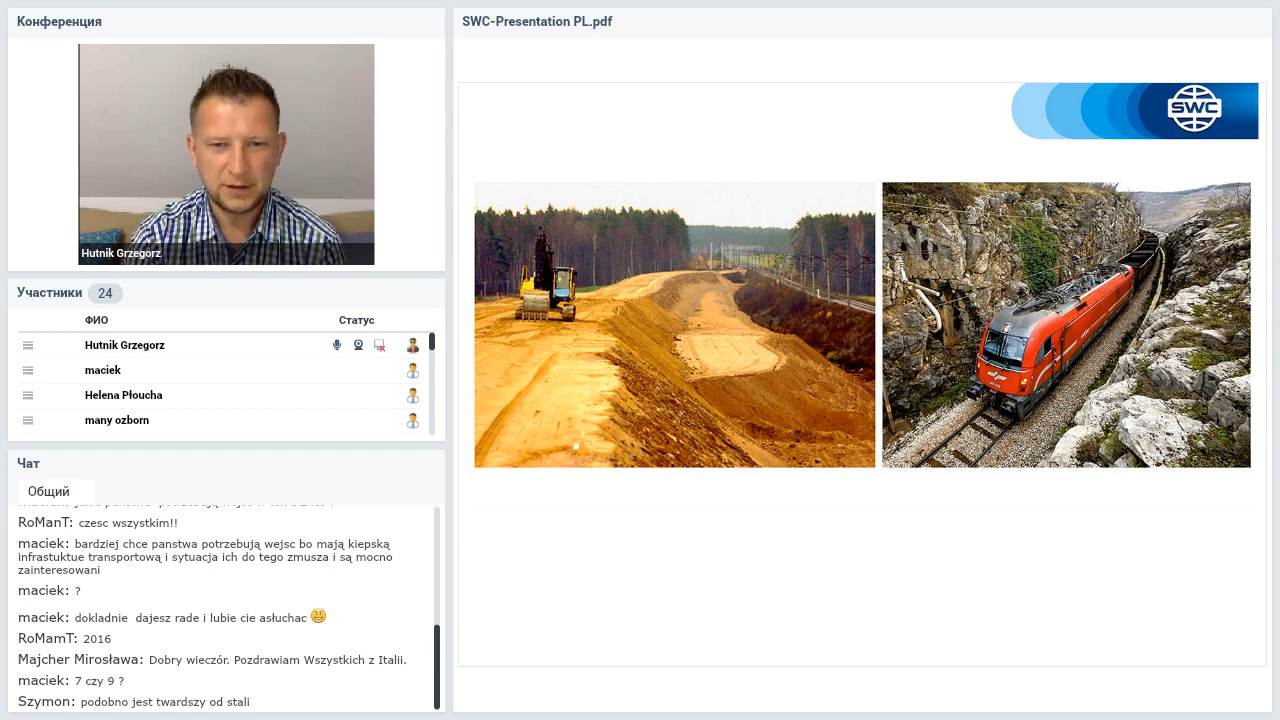 Конференция
Hutnik Grzegorz
Участники 24
ФИО Статус
Hutnik Grzegorz
maciek
Helena Płoucha
many ozborn
Чат
Общий
RoManT: czesc wszystkim!!
maciek: bardziej chce panstwa potrzebują wejsc bo mają kiepską
infrastuktue transportową i sytuacja ich do tego zmusza i są mocno
zainteresowani
maciek: ?
maciek: dokladnie dajesz rade i lubie cie asłuchac
RoMamT: 2016
Majcher Mirosława: Dobry wieczór. Pozdrawiam Wszystkich z Italii.
maciek: 7 czy 9 ?
Szymon: podobno jest twardszy od stali
SWC-Presentation PL.pdf
SWC